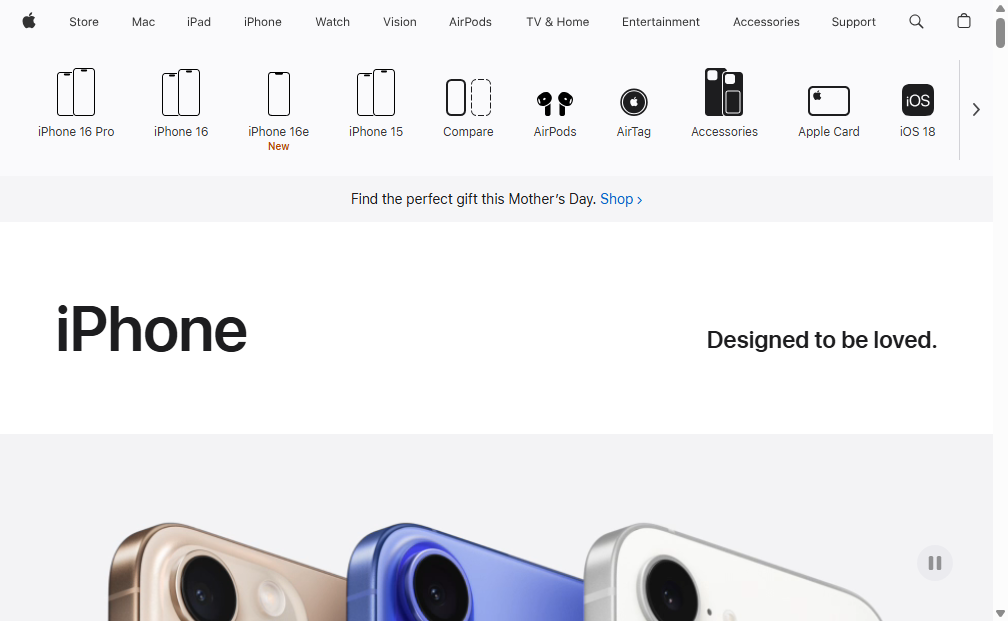 Store Mac iPad iPhone Watch Vision AirPods TV & Home Entertainment Accessories Support
iPhone 16 Pro iPhone 16 iPhone 16e iPhone 15 Compare AirPods AirTag Accessories Apple Card iOS iOS 18
New
Find the perfect gift this Mother's Day. Shop >
iPhone
Designed to be loved.